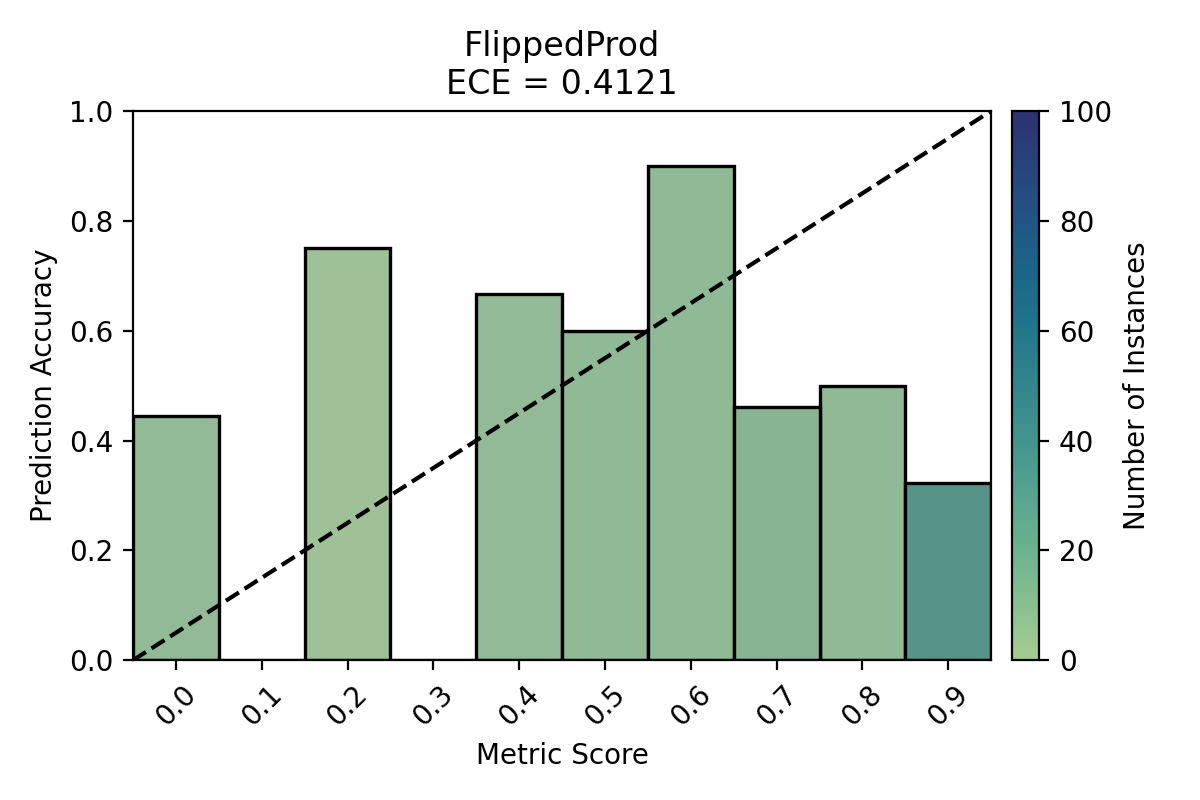 FlippedProd
ECE = 0.4121
1.0
0.8
0.6
0.4
0.2
0.0
Prediction Accuracy
0.0 0.1 0.2 0.3 0.4 0.5 0.6 0.7 0.8 0.9
Metric Score
100
80
60
40
20
0
Number of Instances